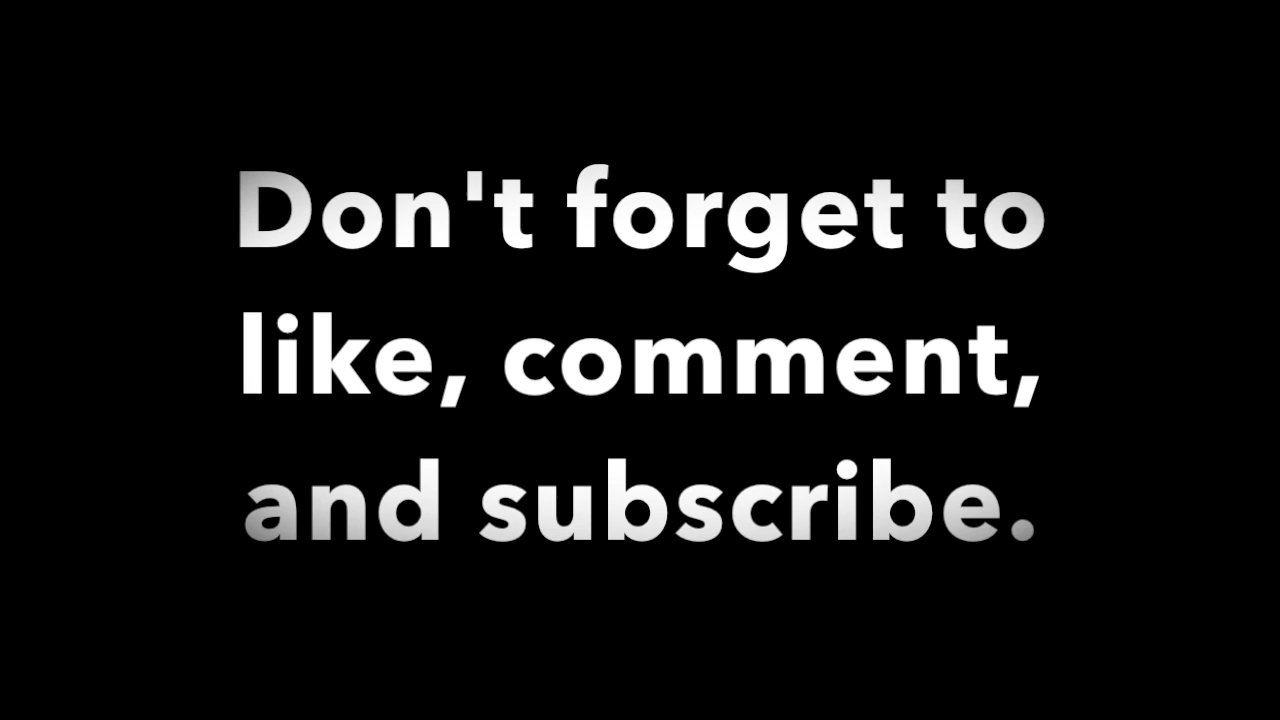 Don't forget to
like, comment,
and subscribe.